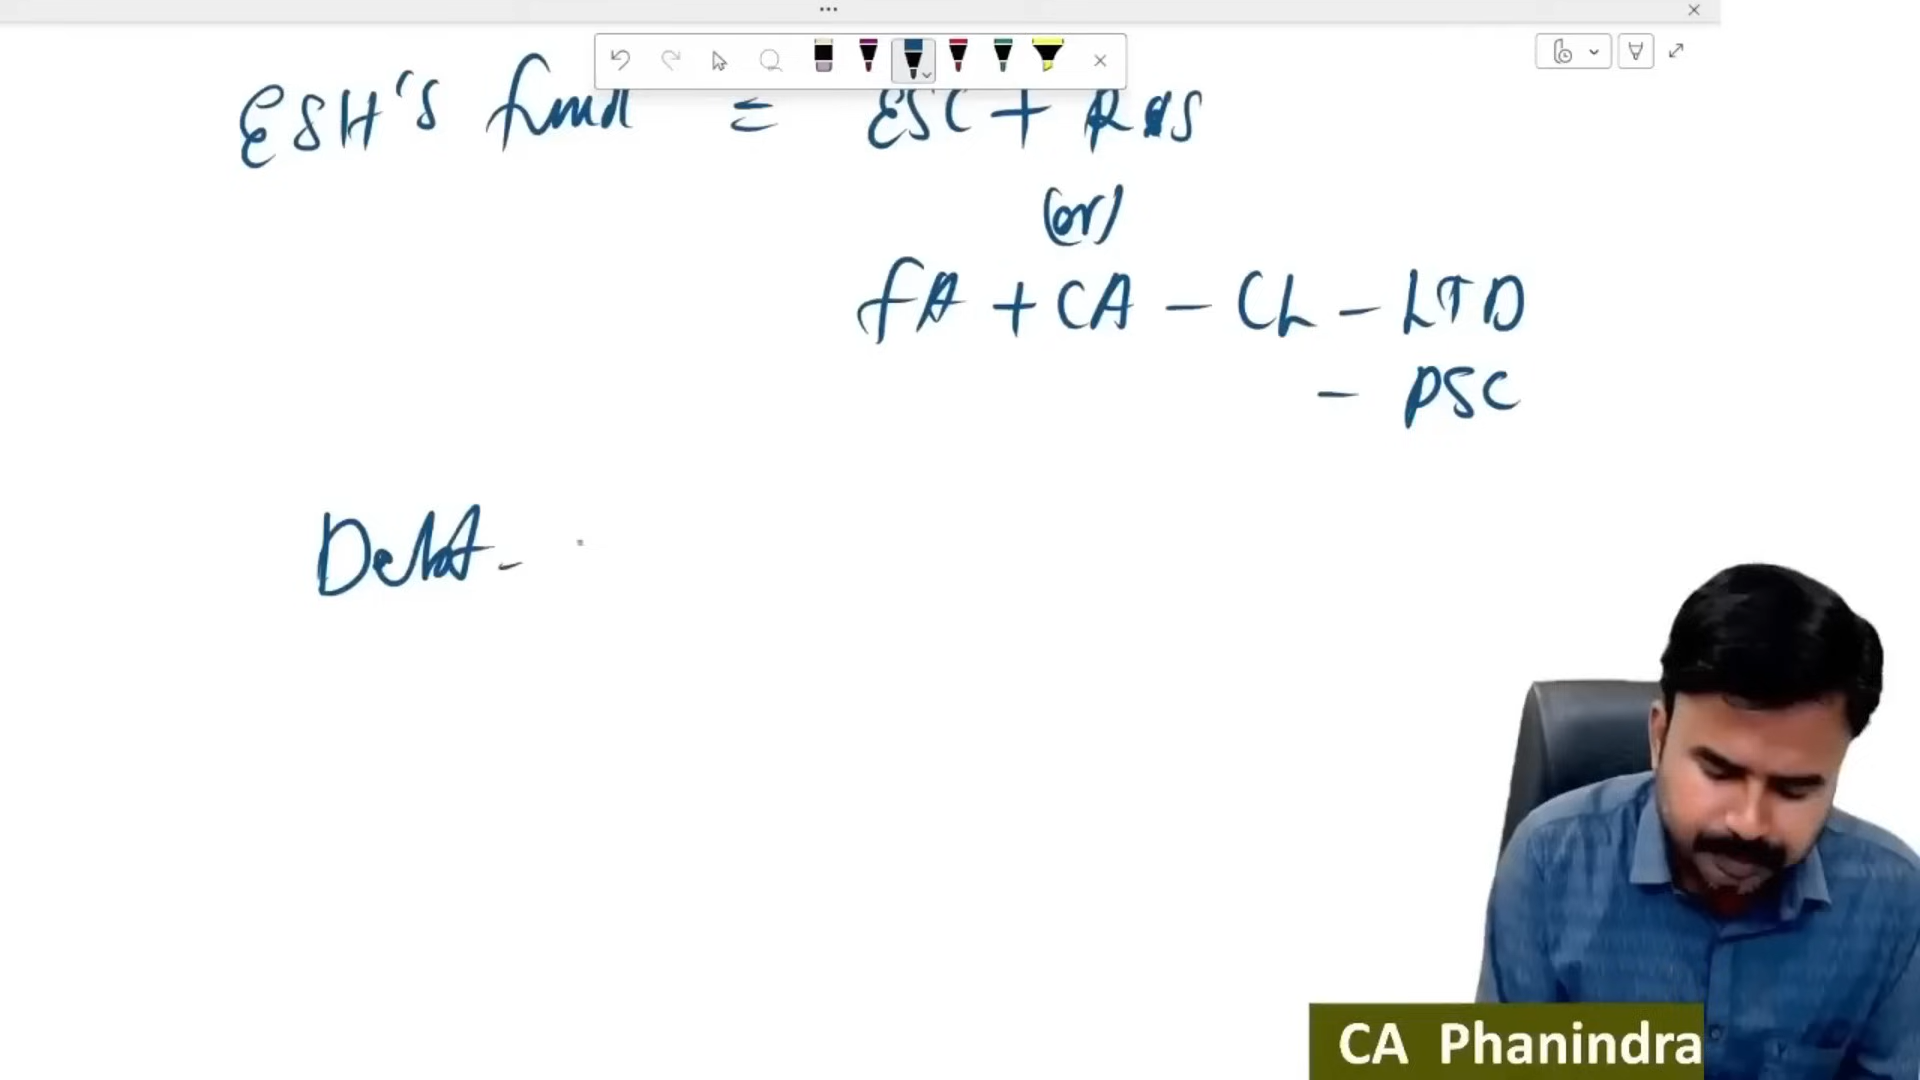 ESH'S fund = ESC + R&S
(or)
FA + CA - CL - LTD
- PSC
Debt -
CA Phanindra